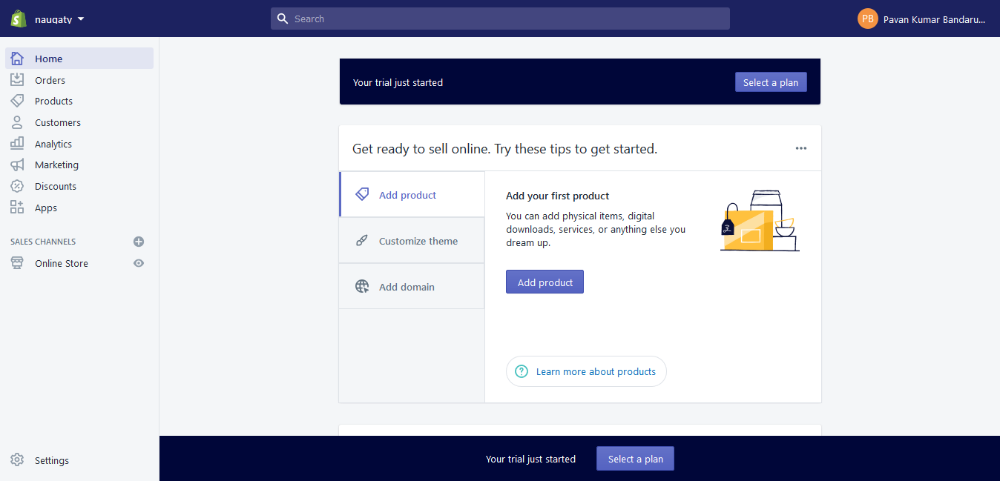 naugaty
Search
PB
Pavan Kumar Bandaru...
Home
Orders
Products
Customers
Analytics
Marketing
Discounts
Apps
SALES CHANNELS
Online Store
Settings
Your trial just started
Select a plan
Get ready to sell online. Try these tips to get started.
Add product
Customize theme
Add domain
Add your first product
You can add physical items, digital
downloads, services, or anything else you
dream up.
Add product
Learn more about products
Your trial just started
Select a plan